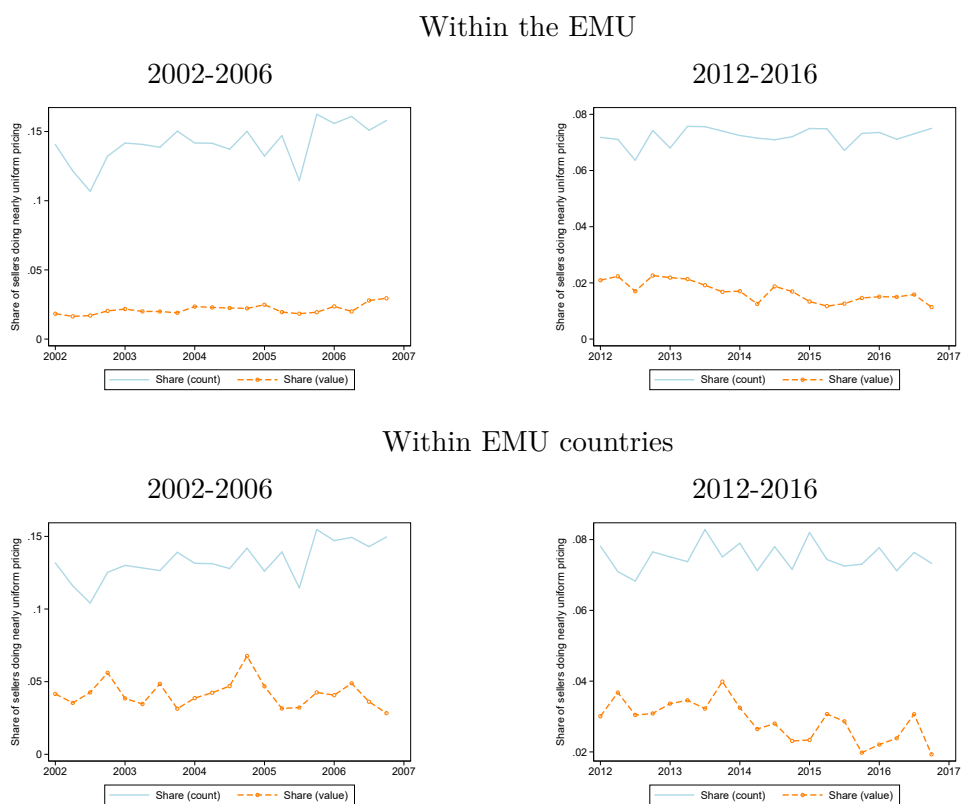 Within the EMU
2002-2006
Share of sellers doing nearly uniform pricing
.15
.1
.05
0
2002 2003 2004 2005 2006 2007
Share (count) Share (value)
2012-2016
Share of sellers doing nearly uniform pricing
.08
.06
.04
.02
0
2012 2013 2014 2015 2016 2017
Share (count) Share (value)
Within EMU countries
2002-2006
Share of sellers doing nearly uniform pricing
.15
.1
.05
0
2002 2003 2004 2005 2006 2007
Share (count) Share (value)
2012-2016
Share of sellers doing nearly uniform pricing
.08
.06
.04
.02
2012 2013 2014 2015 2016 2017
Share (count) Share (value)